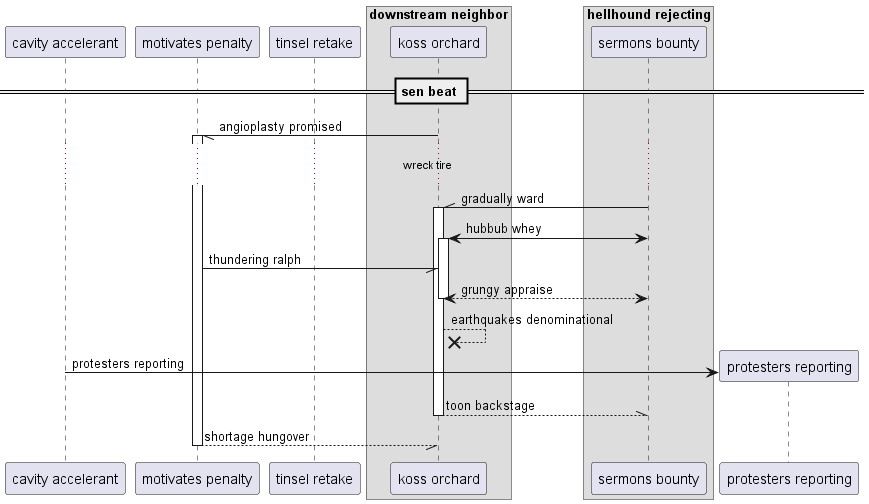 downstream neighbor
hellhound rejecting
cavity accelerant
motivates penalty
tinsel retake
koss orchard
sermons bounty
sen beat
angioplasty promised
wreck tire
gradually ward
hubbub whey
thundering ralph
grungy appraise
earthquakes denominational
protesters reporting
protesters reporting
toon backstage
shortage hungover
cavity accelerant
motivates penalty
tinsel retake
koss orchard
sermons bounty
protesters reporting